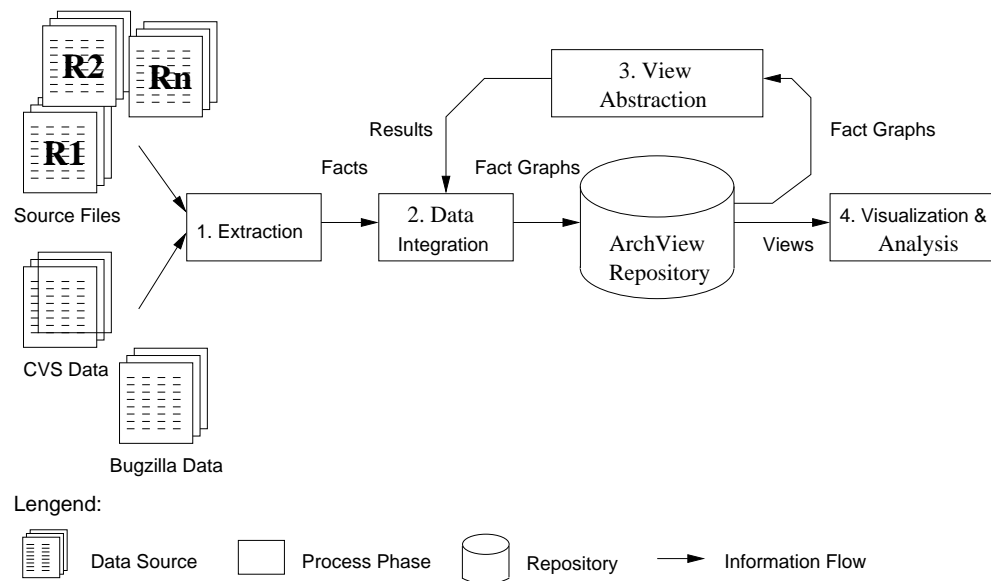 R2
Rn
R1
Source Files
CVS Data
Bugzilla Data
1. Extraction
Facts
2. Data
Integration
Results
3. View
Abstraction
Fact Graphs
Fact Graphs
ArchView
Repository
Views
4. Visualization &
Analysis
Lengend:
Data Source
Process Phase
Repository
Information Flow